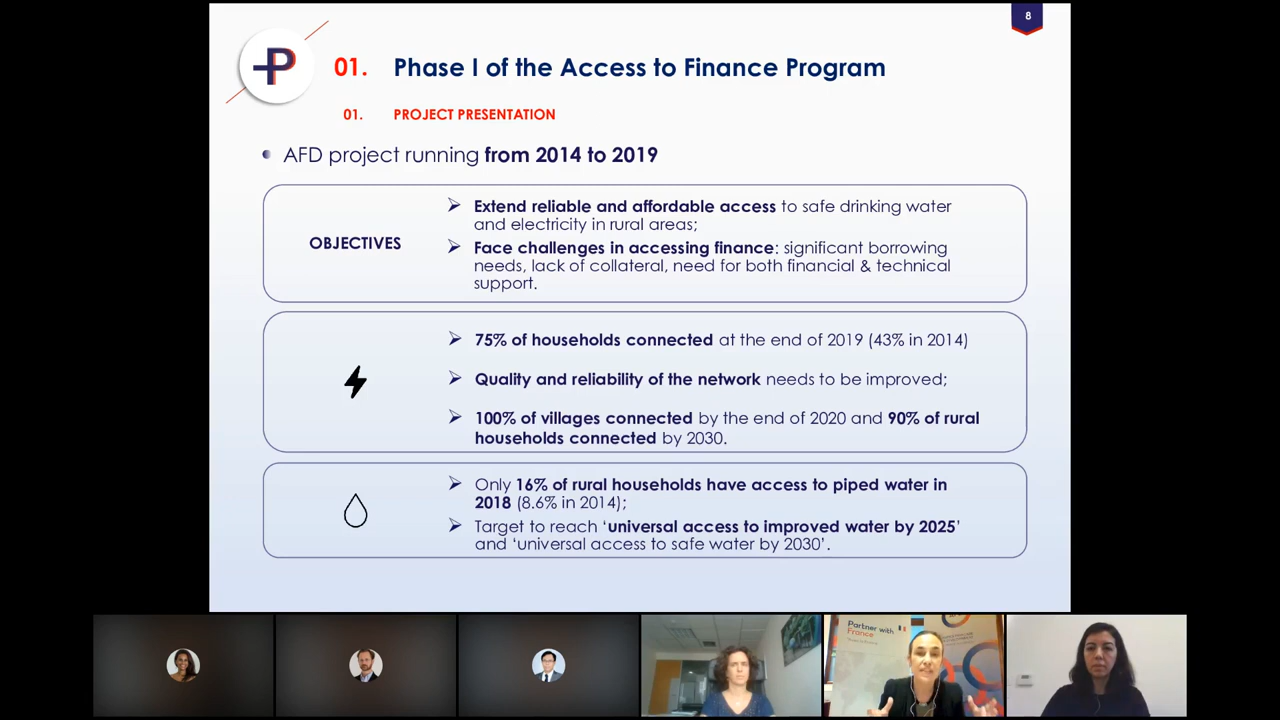 8
P
01. Phase I of the Access to Finance Program
01. PROJECT PRESENTATION
AFD project running from 2014 to 2019
OBJECTIVES
Extend reliable and affordable access to safe drinking water
and electricity in rural areas;
Face challenges in accessing finance: significant borrowing
needs, lack of collateral, need for both financial & technical
support.
75% of households connected at the end of 2019 (43% in 2014)
Quality and reliability of the network needs to be improved;
100% of villages connected by the end of 2020 and 90% of rural
households connected by 2030.
Only 16% of rural households have access to piped water in
2018 (8.6% in 2014);
Target to reach ‘universal access to improved water by 2025’
and ‘universal access to safe water by 2030’.
Partner with
France